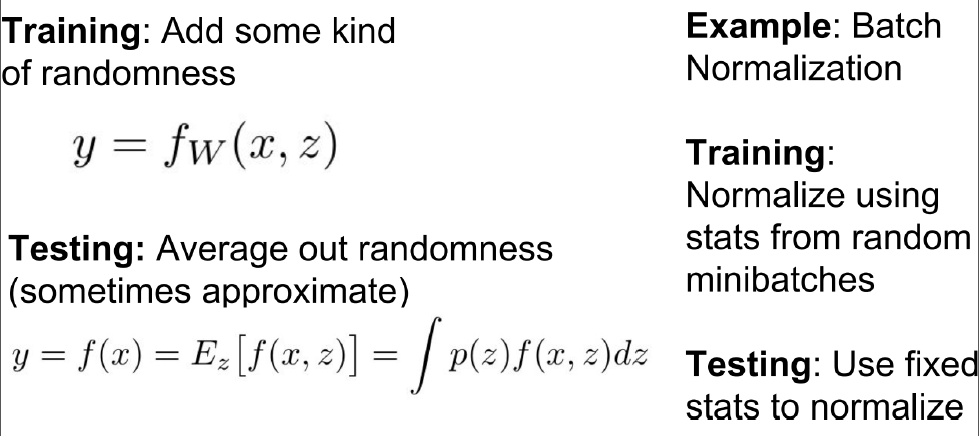 Training: Add some kind
of randomness
y = f_W(x, z)
Testing: Average out randomness
(sometimes approximate)
y = f(x) = E_z[f(x, z)] = ∫ p(z)f(x, z)dz
Example: Batch
Normalization
Training:
Normalize using
stats from random
minibatches
Testing: Use fixed
stats to normalize